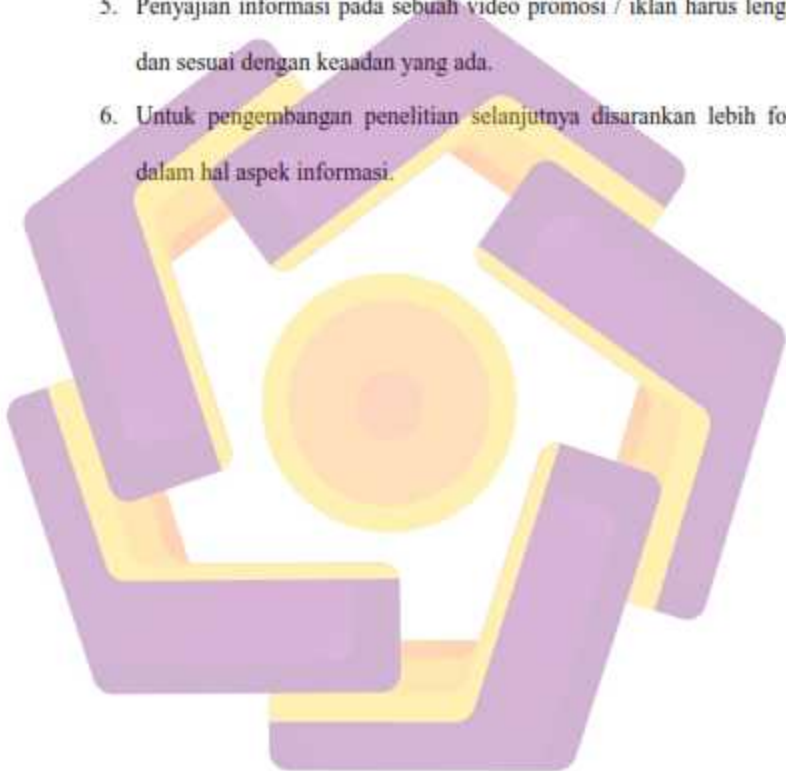 5. Penyajian informasi pada sebuah video promosi / iklan harus leng
dan sesuai dengan keaadan yang ada.
6. Untuk pengembangan penelitian selanjutnya disarankan lebih fo
dalam hal aspek informasi.